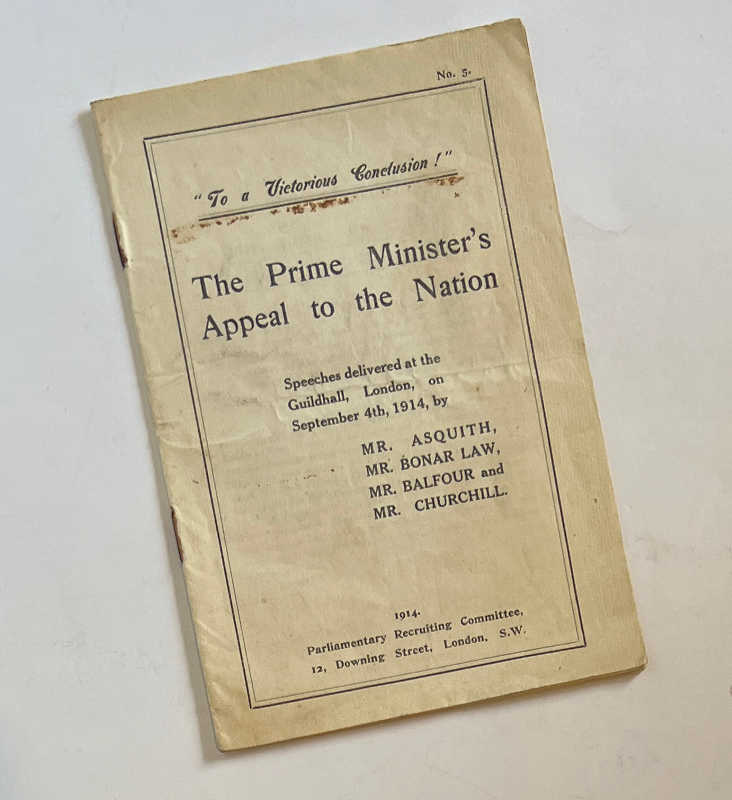 No. 5.
"To a Victorious Conclusion!"
The Prime Minister's
Appeal to the Nation
Speeches delivered at the
Guildhall, London, on
September 4th, 1914, by
MR. ASQUITH,
MR. BONAR LAW,
MR. BALFOUR and
MR. CHURCHILL.
1914.
Parliamentary Recruiting Committee,
12, Downing Street, London, S.W.